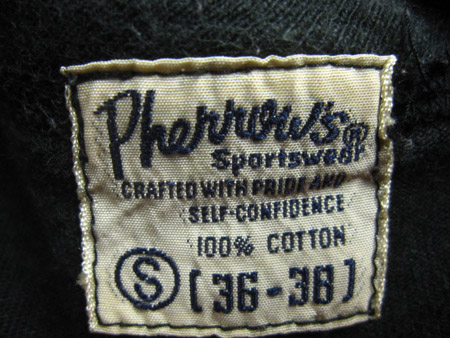 Pherrow's ®
Sportswear
CRAFTED WITH PRIDE AND
SELF-CONFIDENCE
100% COTTON
S [36-38]